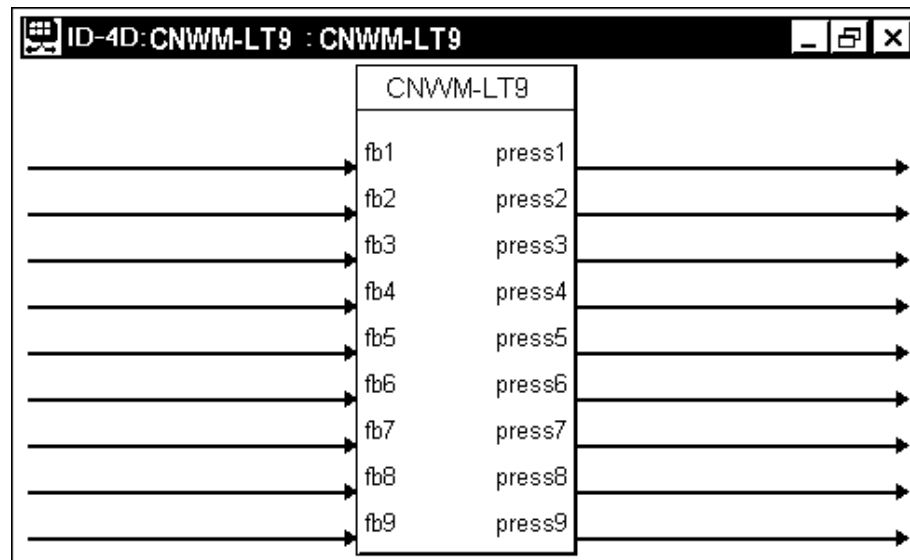 ID-4D: CNWM-LT9 : CNWM-LT9
CNWM-LT9
fb1 press1
fb2 press2
fb3 press3
fb4 press4
fb5 press5
fb6 press6
fb7 press7
fb8 press8
fb9 press9